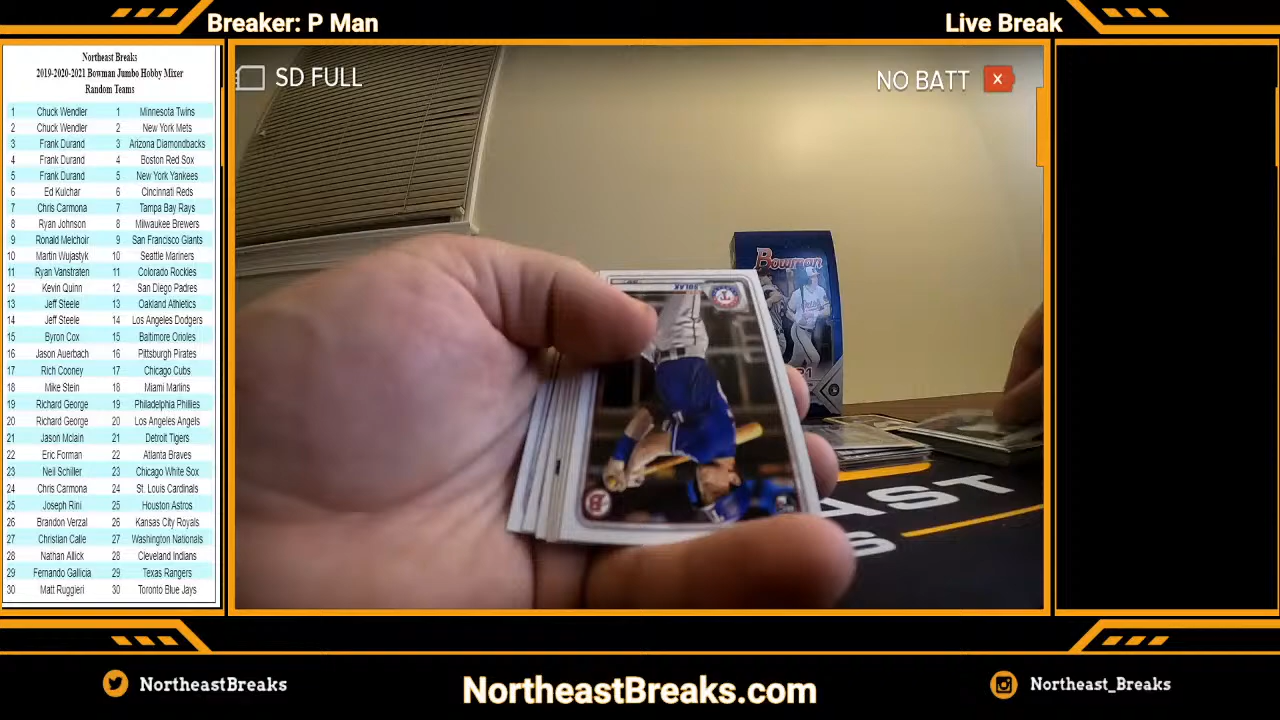 Breaker: P Man
Live Break
Northeast Breaks
2019-2020-2021 Bowman Jumbo Hobby Mixer
Random Teams
1 Chuck Wendler 1 Minnesota Twins
2 Chuck Wendler 2 New York Mets
3 Frank Durand 3 Arizona Diamondbacks
4 Frank Durand 4 Boston Red Sox
5 Frank Durand 5 New York Yankees
6 Ed Kulchar 6 Cincinnati Reds
7 Chris Carmona 7 Tampa Bay Rays
8 Ryan Johnson 8 Milwaukee Brewers
9 Ronald Melchoir 9 San Francisco Giants
10 Martin Wujastyk 10 Seattle Mariners
11 Ryan Vanstraten 11 Colorado Rockies
12 Kevin Quinn 12 San Diego Padres
13 Jeff Steele 13 Oakland Athletics
14 Jeff Steele 14 Los Angeles Dodgers
15 Byron Cox 15 Baltimore Orioles
16 Jason Auerbach 16 Pittsburgh Pirates
17 Rich Cooney 17 Chicago Cubs
18 Mike Stein 18 Miami Marlins
19 Richard George 19 Philadelphia Phillies
20 Richard George 20 Los Angeles Angels
21 Jason Mclain 21 Detroit Tigers
22 Eric Forman 22 Atlanta Braves
23 Neil Schiller 23 Chicago White Sox
24 Chris Carmona 24 St. Louis Cardinals
25 Joseph Rini 25 Houston Astros
26 Brandon Verzal 26 Kansas City Royals
27 Christian Calle 27 Washington Nationals
28 Nathan Allick 28 Cleveland Indians
29 Fernando Gallicia 29 Texas Rangers
30 Matt Ruggieri 30 Toronto Blue Jays
SD FULL
NO BATT
Bowman
SOLAK
AST
S
NortheastBreaks
NortheastBreaks.com
Northeast_Breaks